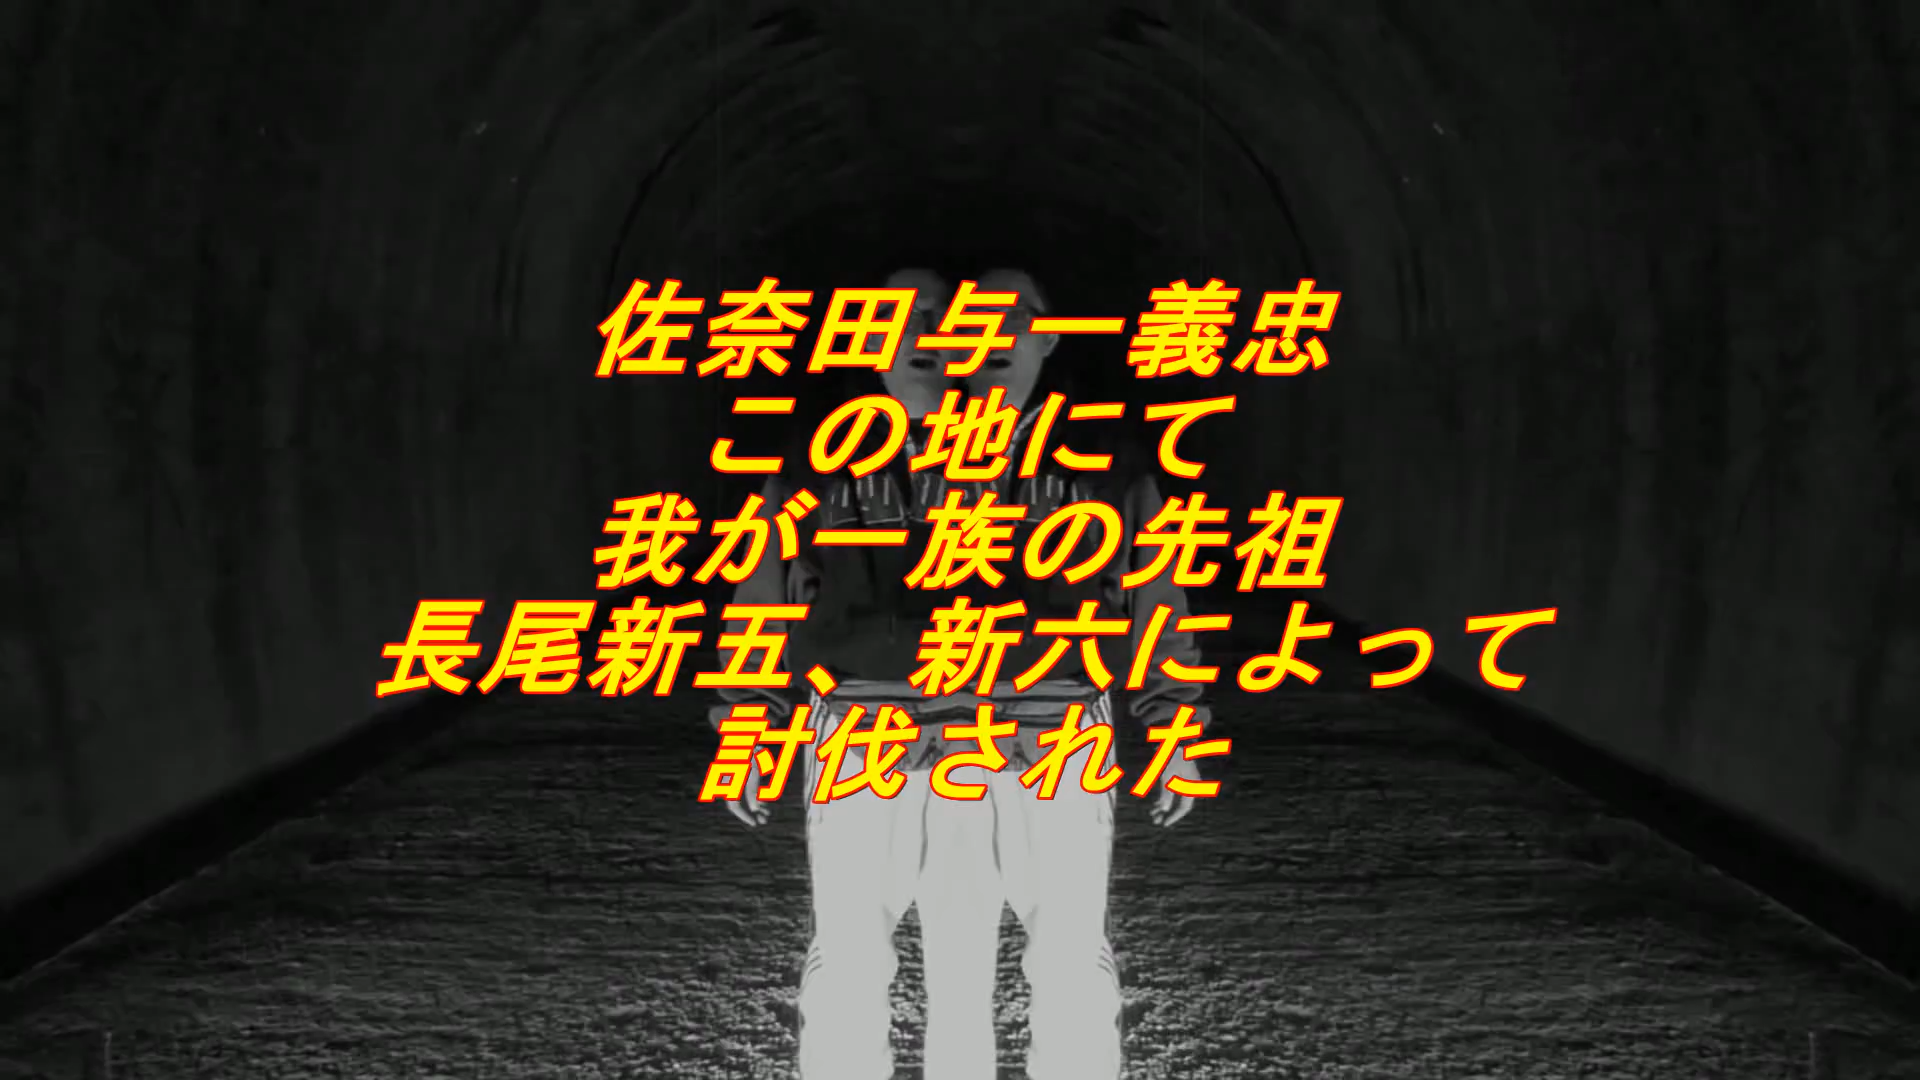 佐奈田与一義忠
この地にて
我が一族の先祖
長尾新五、新六によって
討伐された